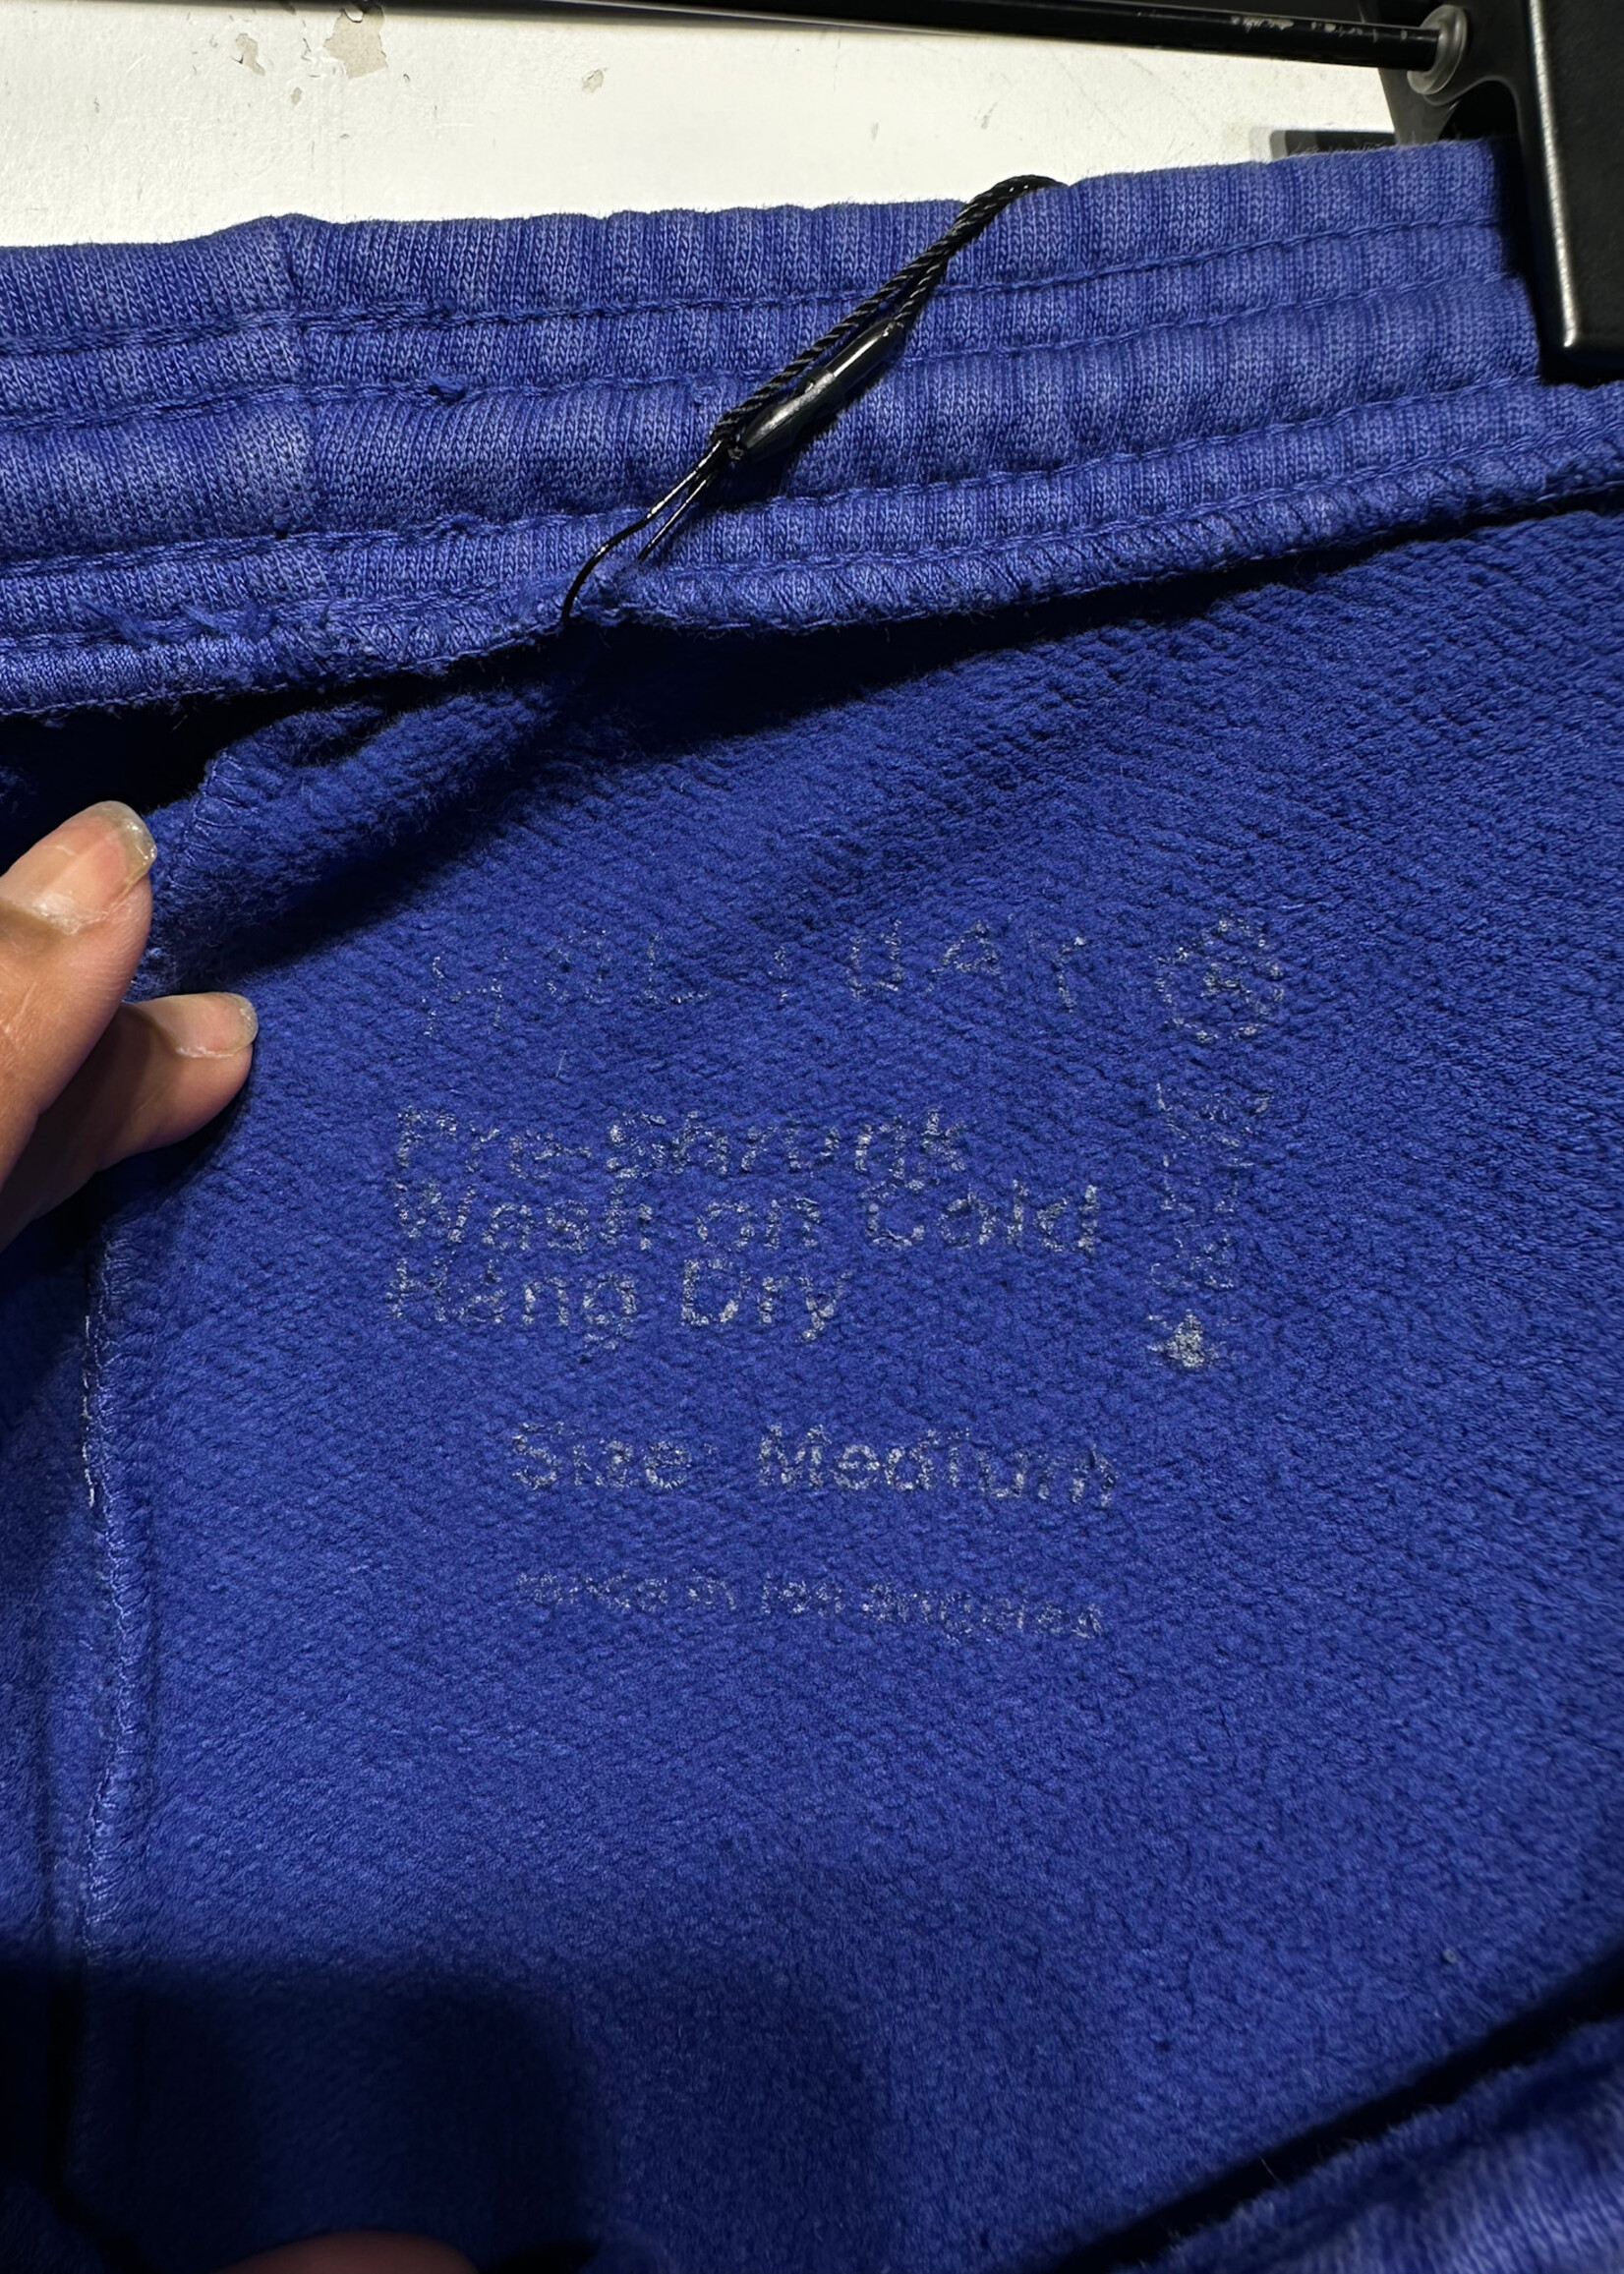 Pre-Shrunk
Wash on Cold
Hang Dry
Size: Medium
made in los angeles